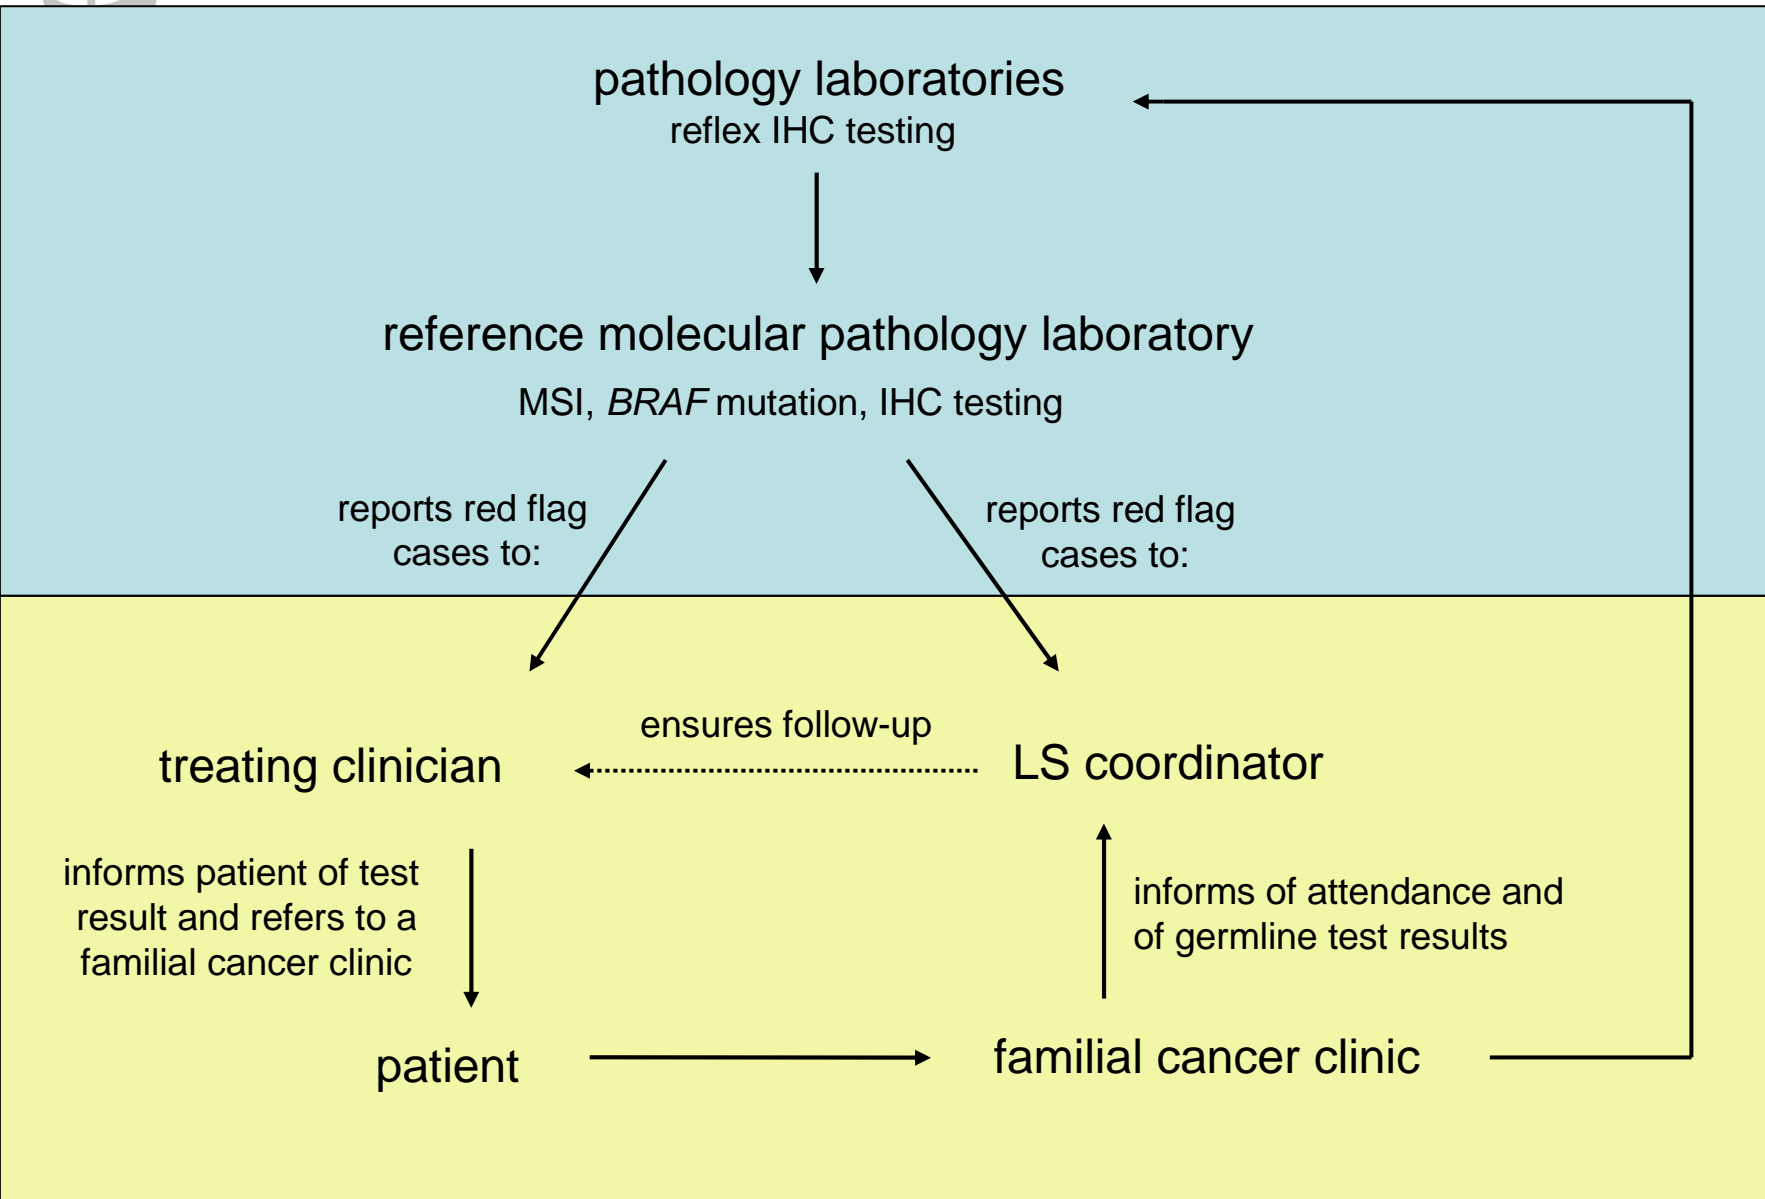 pathology laboratories
reflex IHC testing
reference molecular pathology laboratory
MSI, BRAF mutation, IHC testing
reports red flag
cases to:
reports red flag
cases to:
ensures follow-up
treating clinician
LS coordinator
informs patient of test
result and refers to a
familial cancer clinic
informs of attendance and
of germline test results
patient
familial cancer clinic